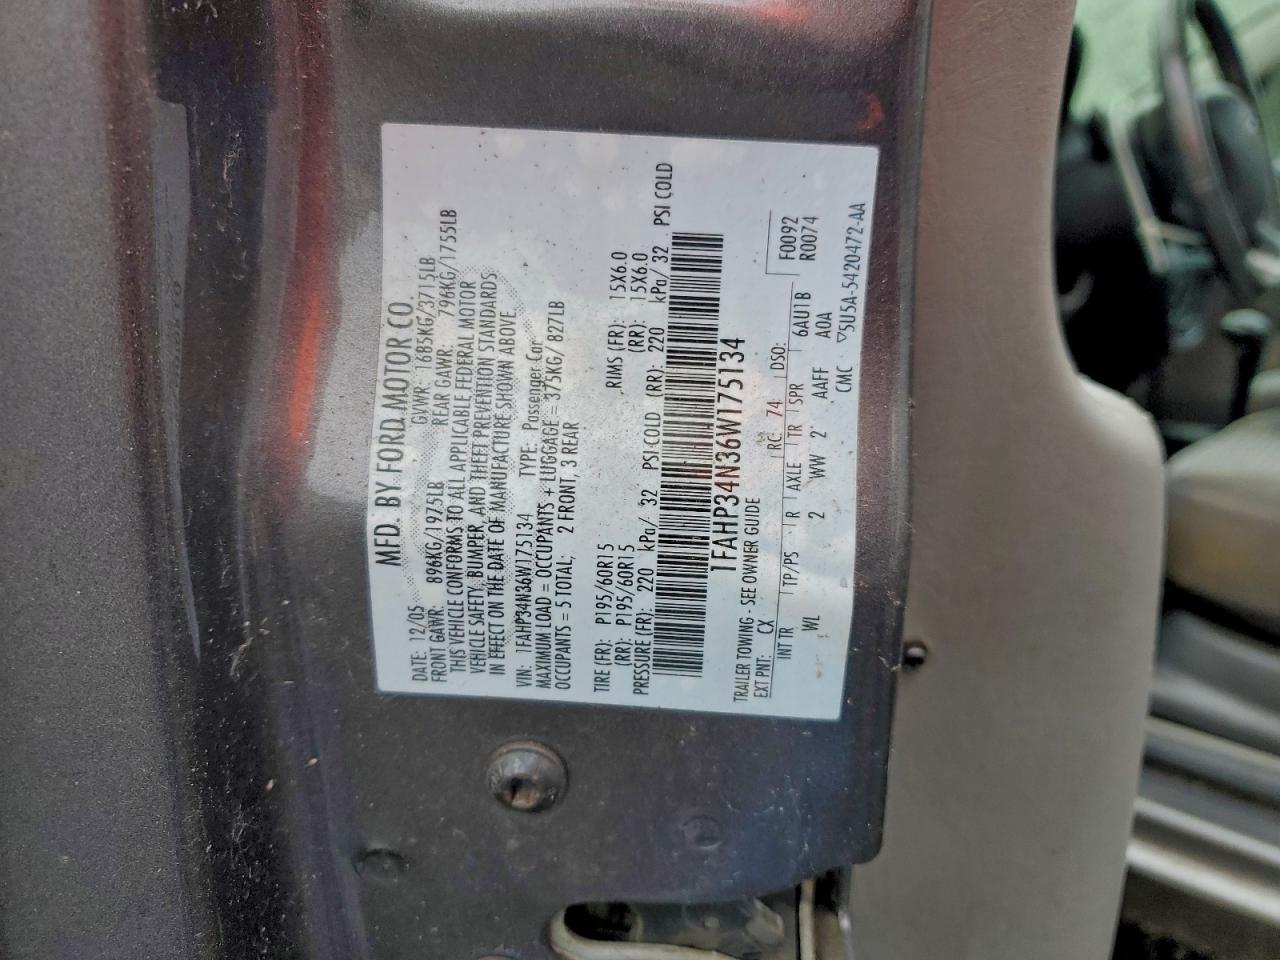 MFD. BY FORD MOTOR CO.
DATE: 12/05 GVWR: 1685KG/3715LB
FRONT GAWR: 896KG/1975LB REAR GAWR: 796KG/1755LB
THIS VEHICLE CONFORMS TO ALL APPLICABLE FEDERAL MOTOR
VEHICLE SAFETY, BUMPER, AND THEFT PREVENTION STANDARDS
IN EFFECT ON THE DATE OF MANUFACTURE SHOWN ABOVE.
VIN: 1FAHP34N36W175134 TYPE: Passenger Car
MAXIMUM LOAD = OCCUPANTS + LUGGAGE = 375KG/ 827LB
OCCUPANTS = 5 TOTAL, 2 FRONT, 3 REAR
TIRE (FR): P195/60R15 RIMS (FR): 15X6.0
(RR): P195/60R15 (RR): 15X6.0
PRESSURE (FR): 220 kPa/ 32 PSI COLD (RR): 220 kPa/ 32 PSI COLD
1FAHP34N36W175134
TRAILER TOWING - SEE OWNER GUIDE
EXT PNT: CX RC: 74 DSO: F0092
INT TR TP/PS R AXLE TR SPR 6AU1B R0074
WL 2 WW 2 AAFF A0A
CMC ▽5U5A-5420472-AA